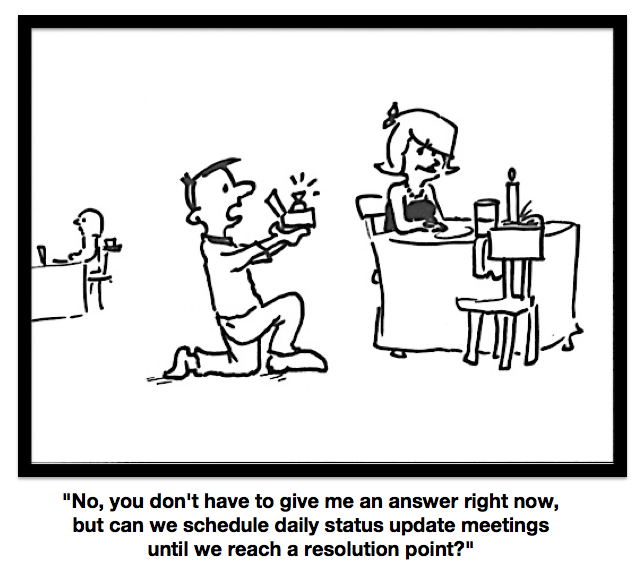 "No, you don't have to give me an answer right now,
but can we schedule daily status update meetings
until we reach a resolution point?"